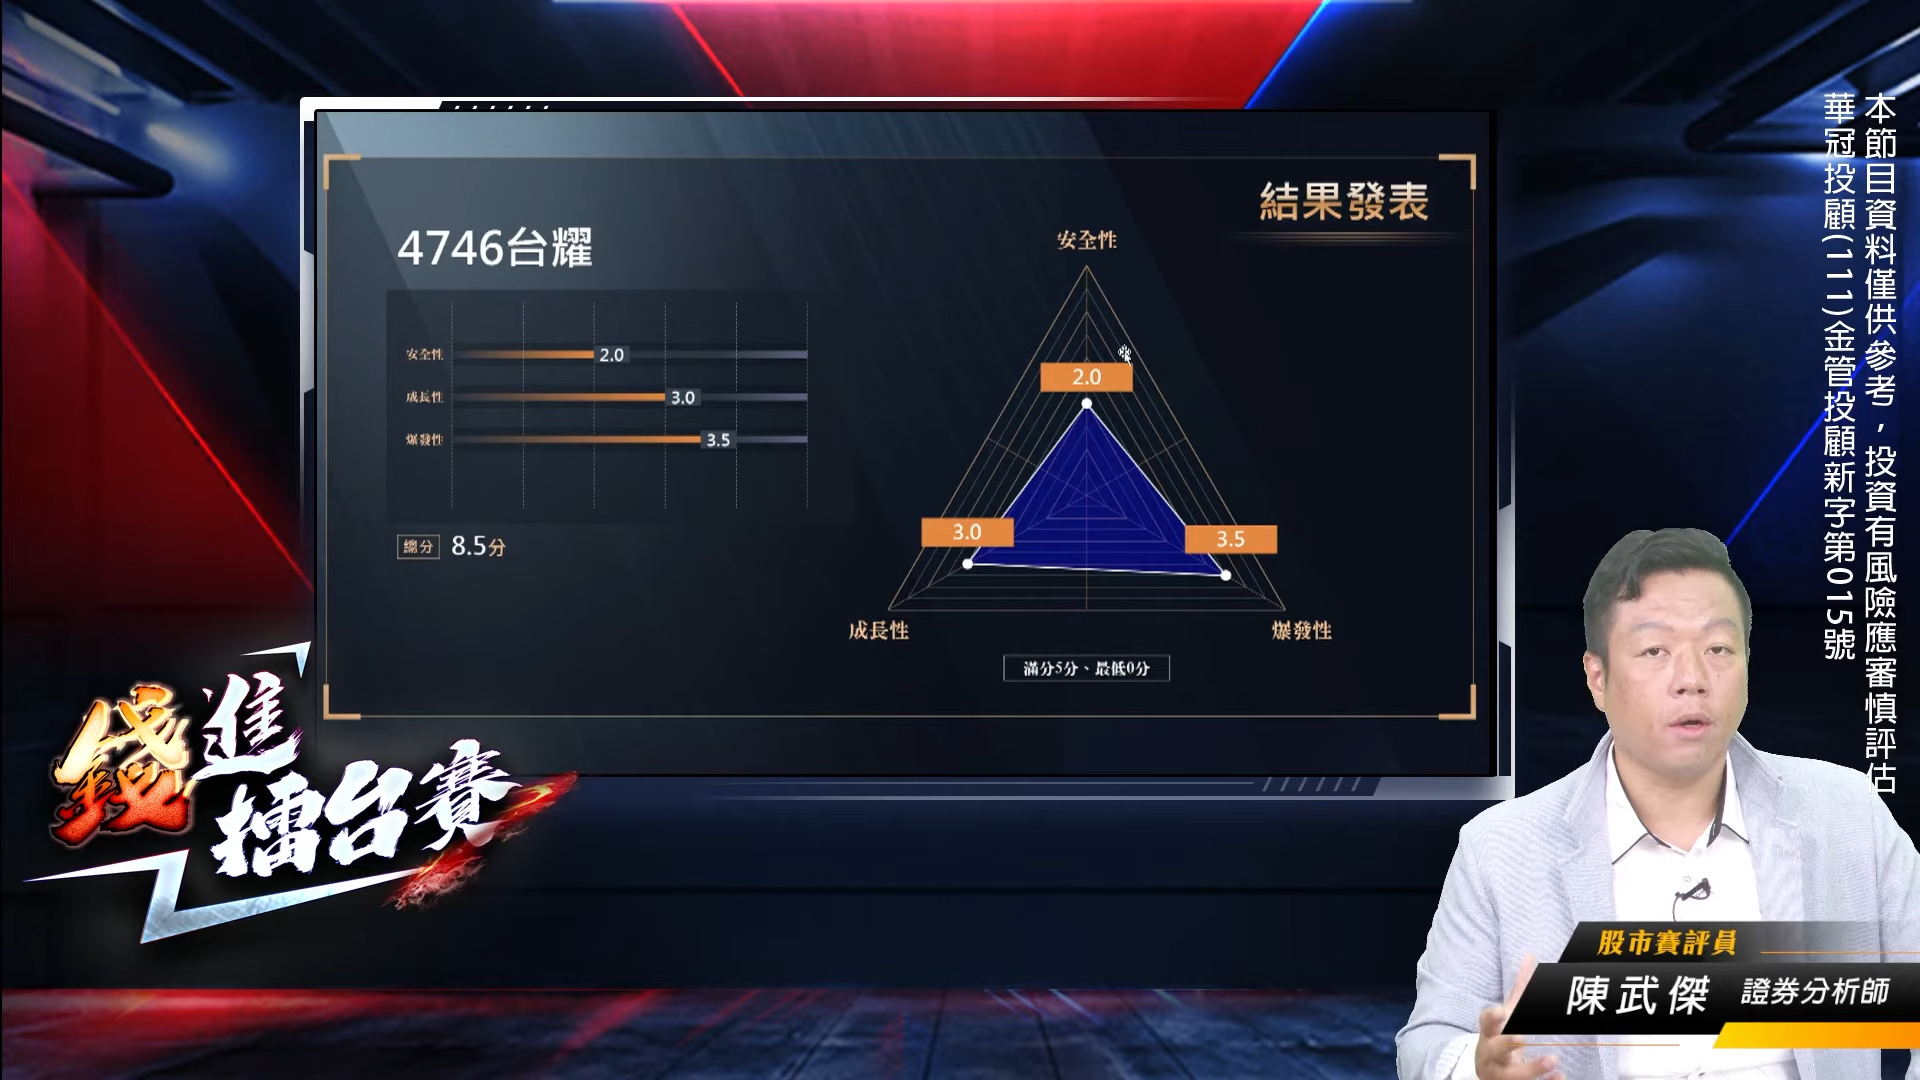 結果發表
4746台耀
安全性 2.0
成長性 3.0
爆發性 3.5
總分 8.5分
安全性
2.0
3.0
3.5
成長性
爆發性
滿分5分、最低0分
錢進
擂台賽
本節目資料僅供參考，投資有風險應審慎評估
華冠投顧(111)金管投顧新字第015號
股市賽評員
陳武傑 證券分析師